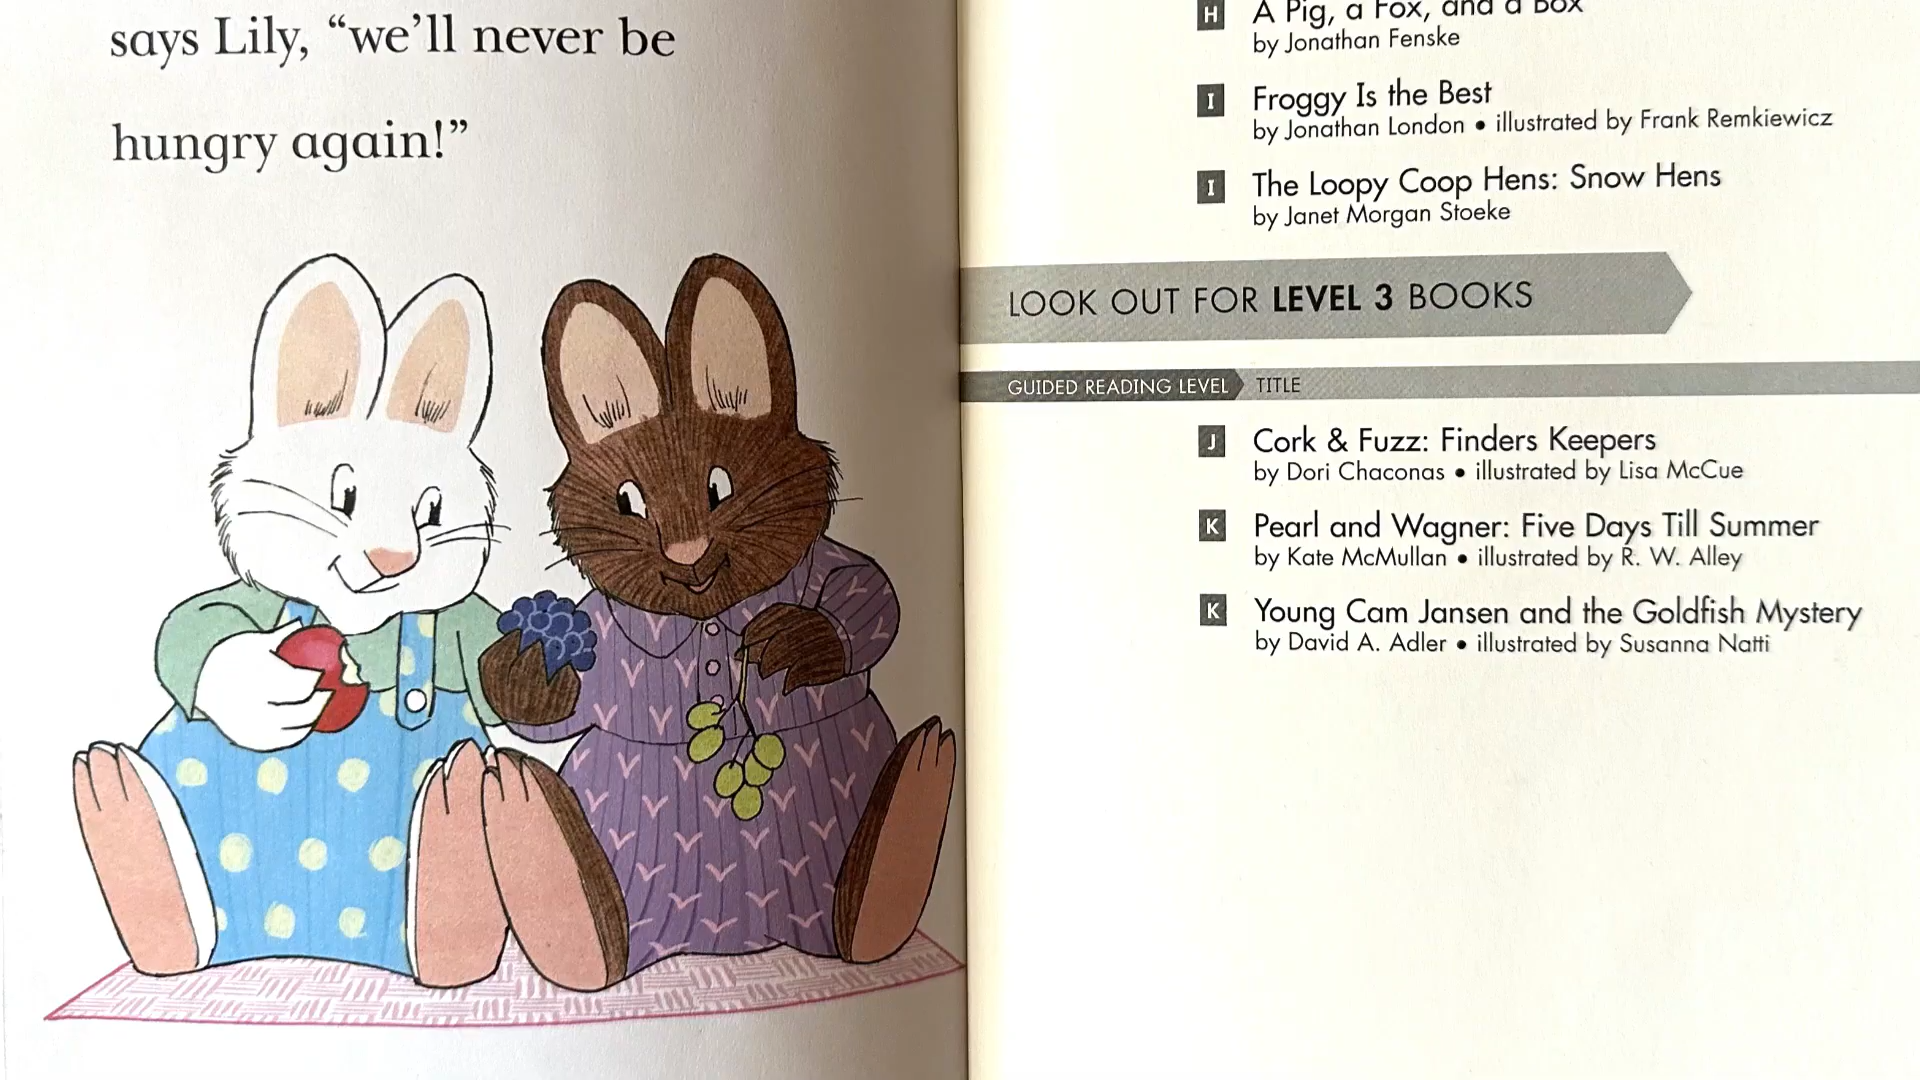 says Lily, “we’ll never be
hungry again!”
H A Pig, a Fox, and a Box
by Jonathan Fenske
I Froggy Is the Best
by Jonathan London • illustrated by Frank Remkiewicz
I The Loopy Coop Hens: Snow Hens
by Janet Morgan Stoeke
LOOK OUT FOR LEVEL 3 BOOKS
GUIDED READING LEVEL TITLE
J Cork & Fuzz: Finders Keepers
by Dori Chaconas • illustrated by Lisa McCue
K Pearl and Wagner: Five Days Till Summer
by Kate McMullan • illustrated by R. W. Alley
K Young Cam Jansen and the Goldfish Mystery
by David A. Adler • illustrated by Susanna Natti